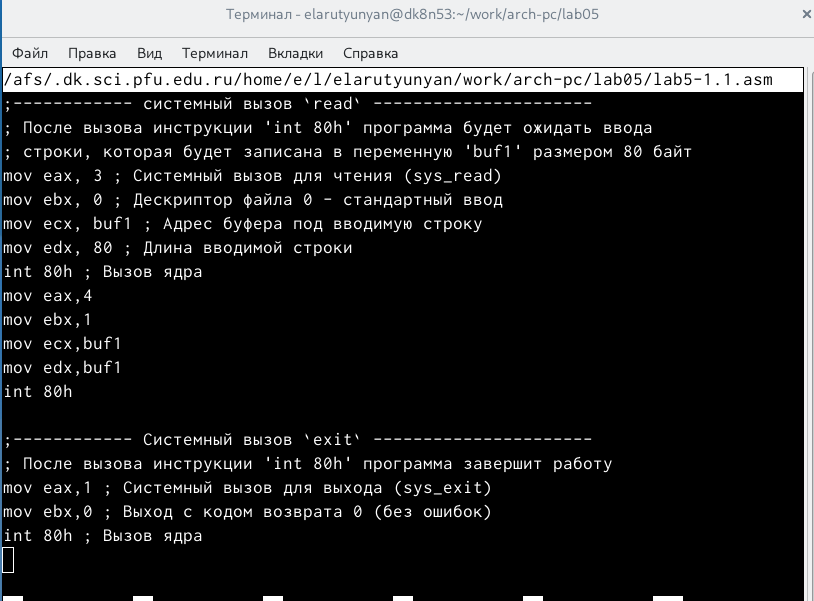 Терминал - elarutyunyan@dk8n53:~/work/arch-pc/lab05
Файл Правка Вид Терминал Вкладки Справка
/afs/.dk.sci.pfu.edu.ru/home/e/l/elarutyunyan/work/arch-pc/lab05/lab5-1.1.asm
;------------ системный вызов `read` ----------------------
; После вызова инструкции 'int 80h' программа будет ожидать ввода
; строки, которая будет записана в переменную 'buf1' размером 80 байт
mov eax, 3 ; Системный вызов для чтения (sys_read)
mov ebx, 0 ; Дескриптор файла 0 - стандартный ввод
mov ecx, buf1 ; Адрес буфера под вводимую строку
mov edx, 80 ; Длина вводимой строки
int 80h ; Вызов ядра
mov eax,4
mov ebx,1
mov ecx,buf1
mov edx,buf1
int 80h
;------------ Системный вызов `exit` ----------------------
; После вызова инструкции 'int 80h' программа завершит работу
mov eax,1 ; Системный вызов для выхода (sys_exit)
mov ebx,0 ; Выход с кодом возврата 0 (без ошибок)
int 80h ; Вызов ядра